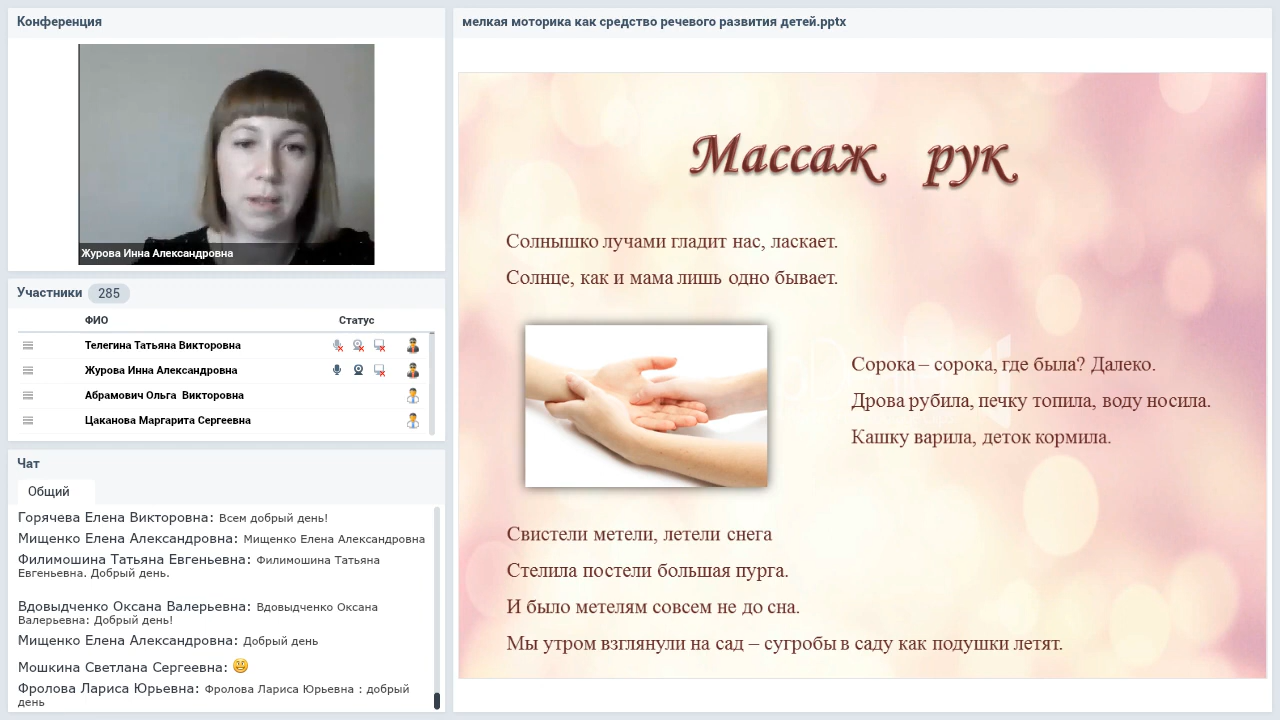 Конференция
Журова Инна Александровна
Участники 285
ФИО Статус
Телегина Татьяна Викторовна
Журова Инна Александровна
Абрамович Ольга Викторовна
Цаканова Маргарита Сергеевна
Чат
Общий
Горячева Елена Викторовна: Всем добрый день!
Мищенко Елена Александровна: Мищенко Елена Александровна
Филимошина Татьяна Евгеньевна: Филимошина Татьяна
Евгеньевна. Добрый день.
Вдовыдченко Оксана Валерьевна: Вдовыдченко Оксана
Валерьевна: Добрый день!
Мищенко Елена Александровна: Добрый день
Мошкина Светлана Сергеевна:
Фролова Лариса Юрьевна: Фролова Лариса Юрьевна : добрый
день
мелкая моторика как средство речевого развития детей.pptx
Массаж рук
Солнышко лучами гладит нас, ласкает.
Солнце, как и мама лишь одно бывает.
Сорока – сорока, где была? Далеко.
Дрова рубила, печку топила, воду носила.
Кашку варила, деток кормила.
Свистели метели, летели снега
Стелила постели большая пурга.
И было метелям совсем не до сна.
Мы утром взглянули на сад – сугробы в саду как подушки летят.